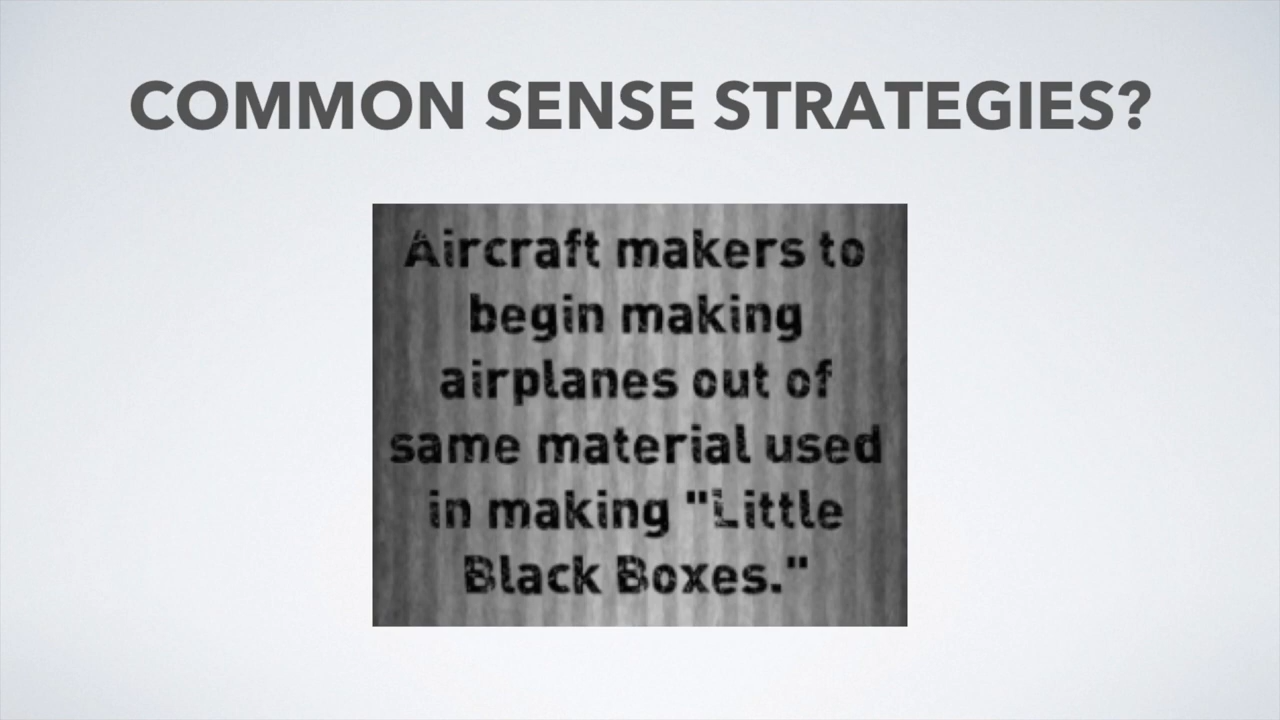 COMMON SENSE STRATEGIES?
Aircraft makers to
begin making
airplanes out of
same material used
in making "Little
Black Boxes."